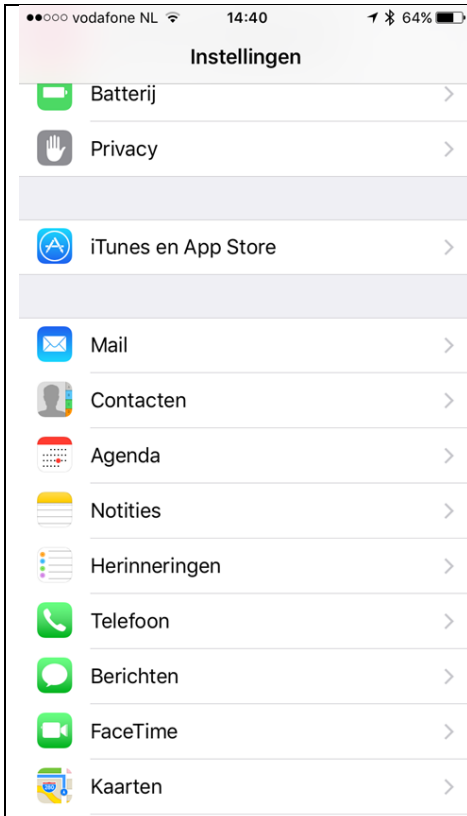 vodafone NL 14:40 64%
Instellingen
Batterij
Privacy
iTunes en App Store
Mail
Contacten
Agenda
Notities
Herinneringen
Telefoon
Berichten
FaceTime
360
Kaarten